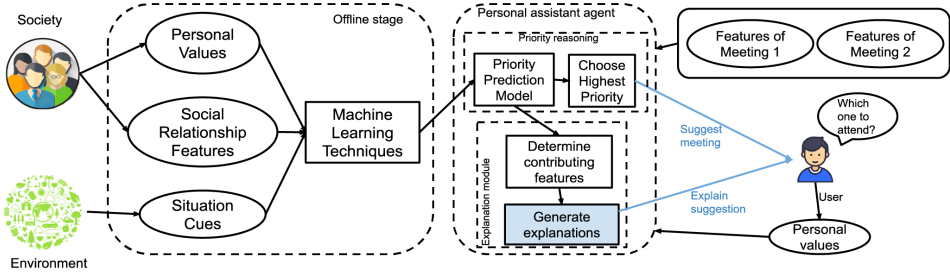 Society
Personal
Values
Offline stage
Social
Relationship
Features
Machine
Learning
Techniques
Situation
Cues
Environment
Personal assistant agent
Priority reasoning
Priority
Prediction
Model
Choose
Highest
Priority
Explanation module
Determine
contributing
features
Generate
explanations
Features of
Meeting 1
Features of
Meeting 2
Suggest
meeting
Which
one to
attend?
Explain
suggestion
User
Personal
values